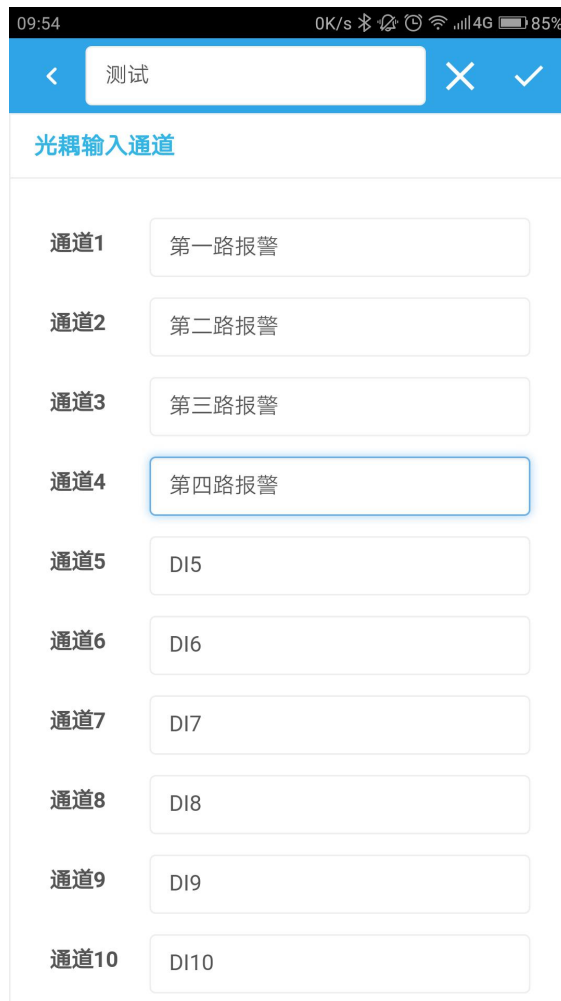 09:54 0K/s 4G 85%
测试
光耦输入通道
通道1 第一路报警
通道2 第二路报警
通道3 第三路报警
通道4 第四路报警
通道5 DI5
通道6 DI6
通道7 DI7
通道8 DI8
通道9 DI9
通道10 DI10